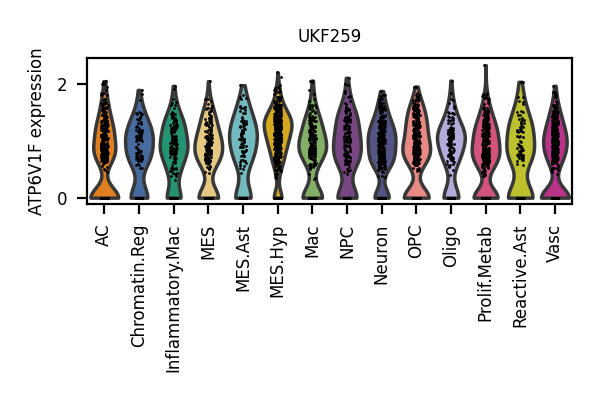 UKF259
ATP6V1F expression
2
0
AC
Chromatin.Reg
Inflammatory.Mac
MES
MES.Ast
MES.Hyp
Mac
NPC
Neuron
OPC
Oligo
Prolif.Metab
Reactive.Ast
Vasc